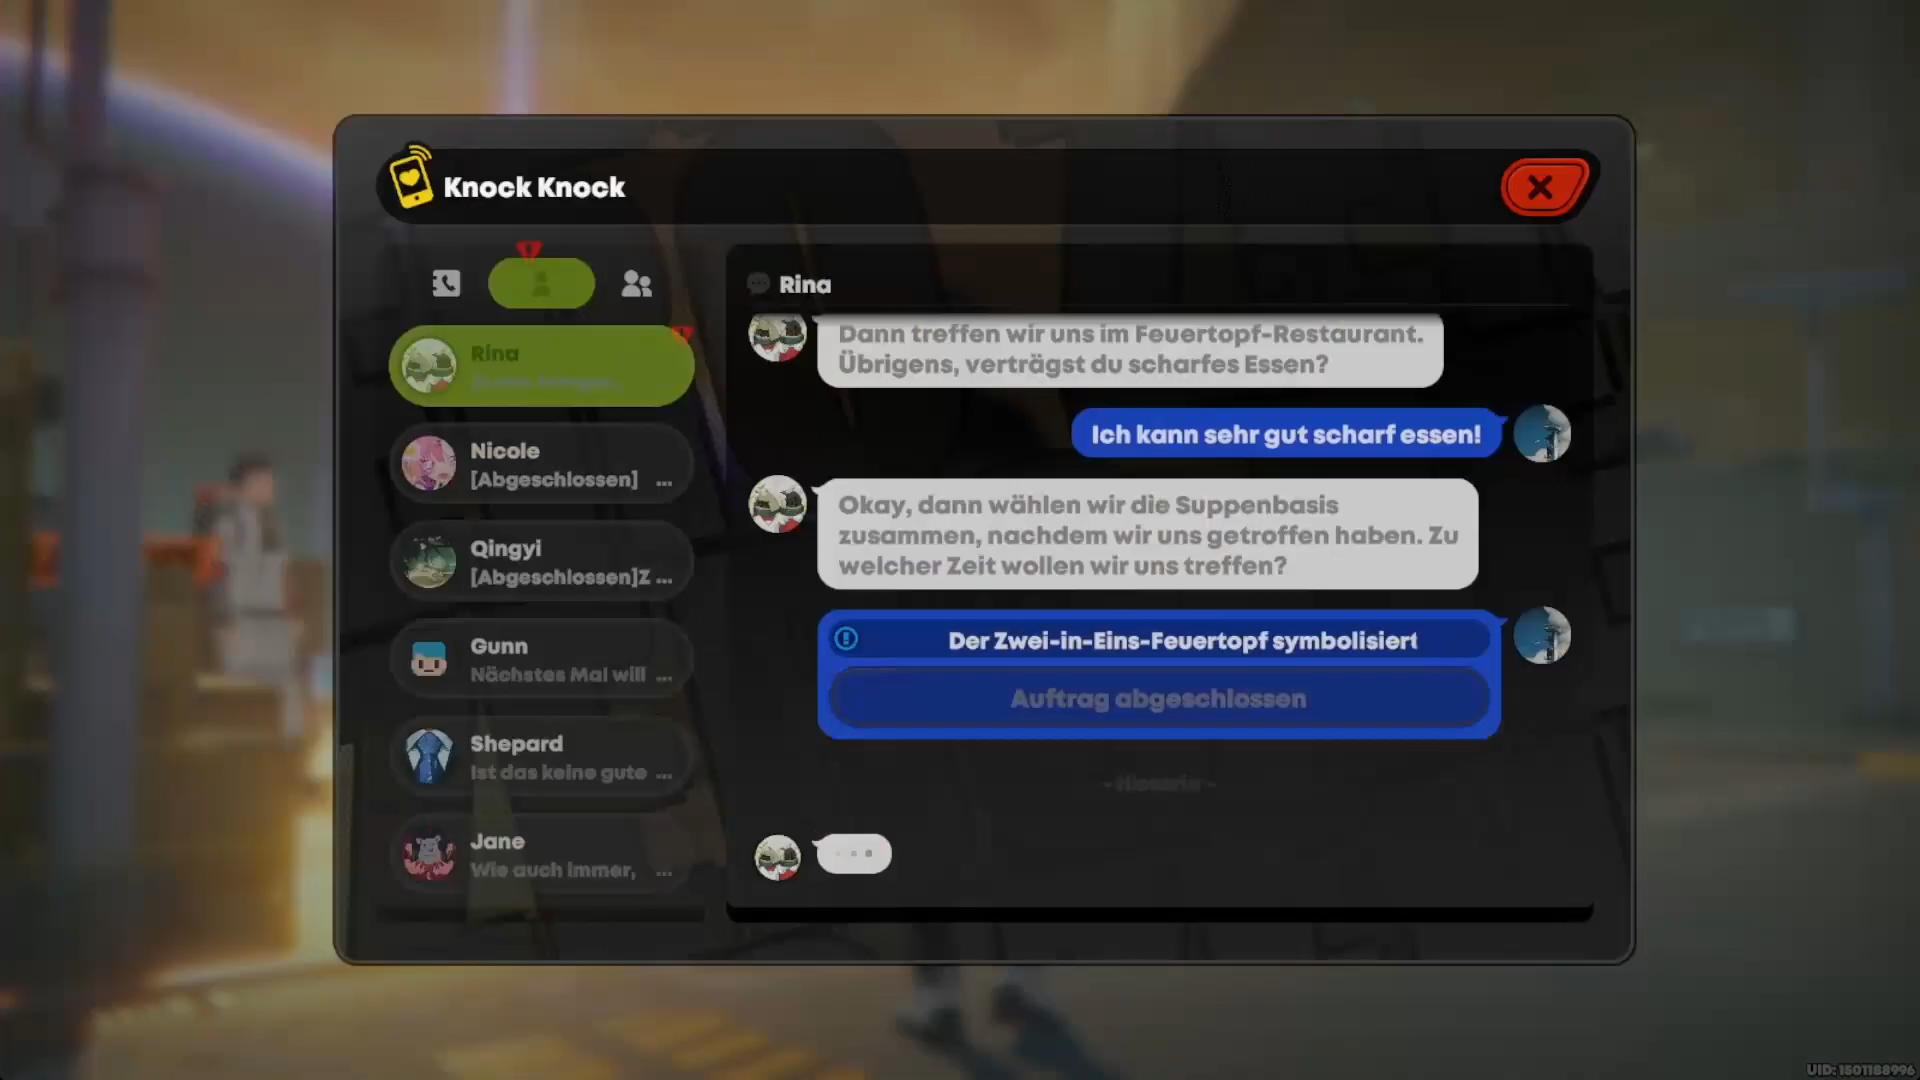 Knock Knock
Rina
Nicole
[Abgeschlossen] ...
Qingyi
[Abgeschlossen]Z ...
Gunn
Nächstes Mal will ...
Shepard
Ist das keine gute ...
Jane
Wie auch immer, ...
Rina
Dann treffen wir uns im Feuertopf-Restaurant.
Übrigens, verträgst du scharfes Essen?
Ich kann sehr gut scharf essen!
Okay, dann wählen wir die Suppenbasis
zusammen, nachdem wir uns getroffen haben. Zu
welcher Zeit wollen wir uns treffen?
Der Zwei-in-Eins-Feuertopf symbolisiert
Auftrag abgeschlossen
UID: 1501188996